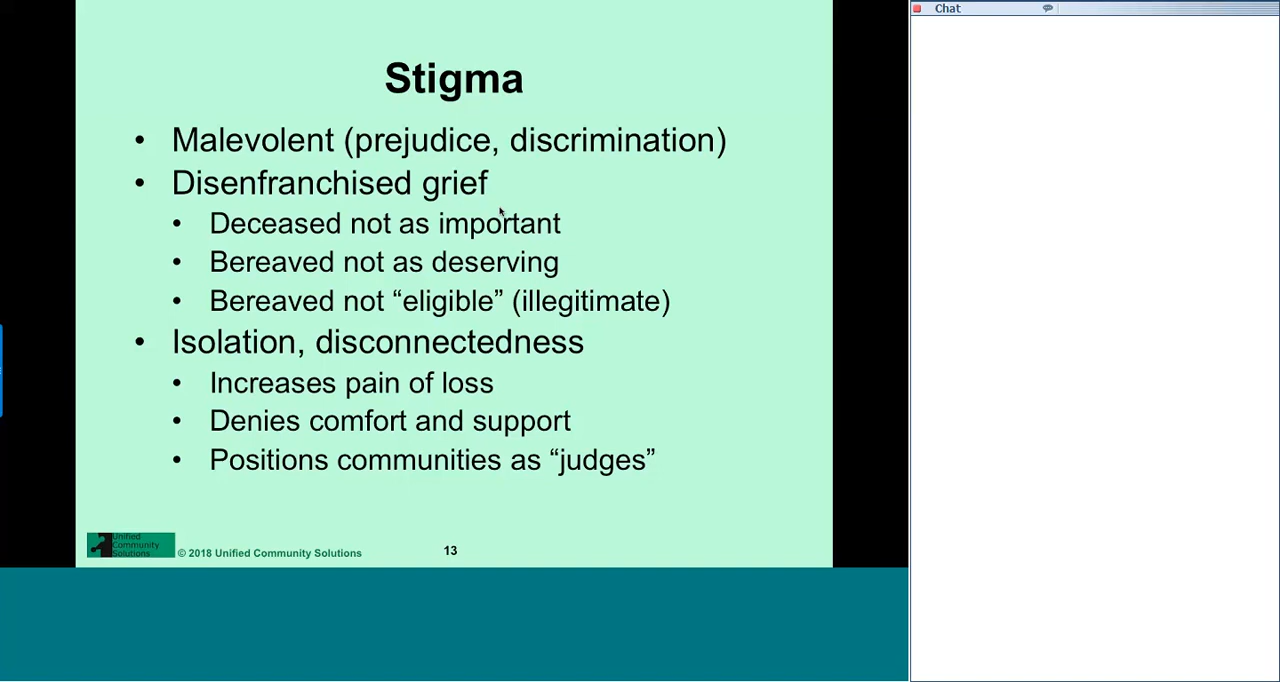 Chat
Stigma
• Malevolent (prejudice, discrimination)
• Disenfranchised grief
• Deceased not as important
• Bereaved not as deserving
• Bereaved not “eligible” (illegitimate)
• Isolation, disconnectedness
• Increases pain of loss
• Denies comfort and support
• Positions communities as “judges”
Unified
Community
Solutions
© 2018 Unified Community Solutions
13